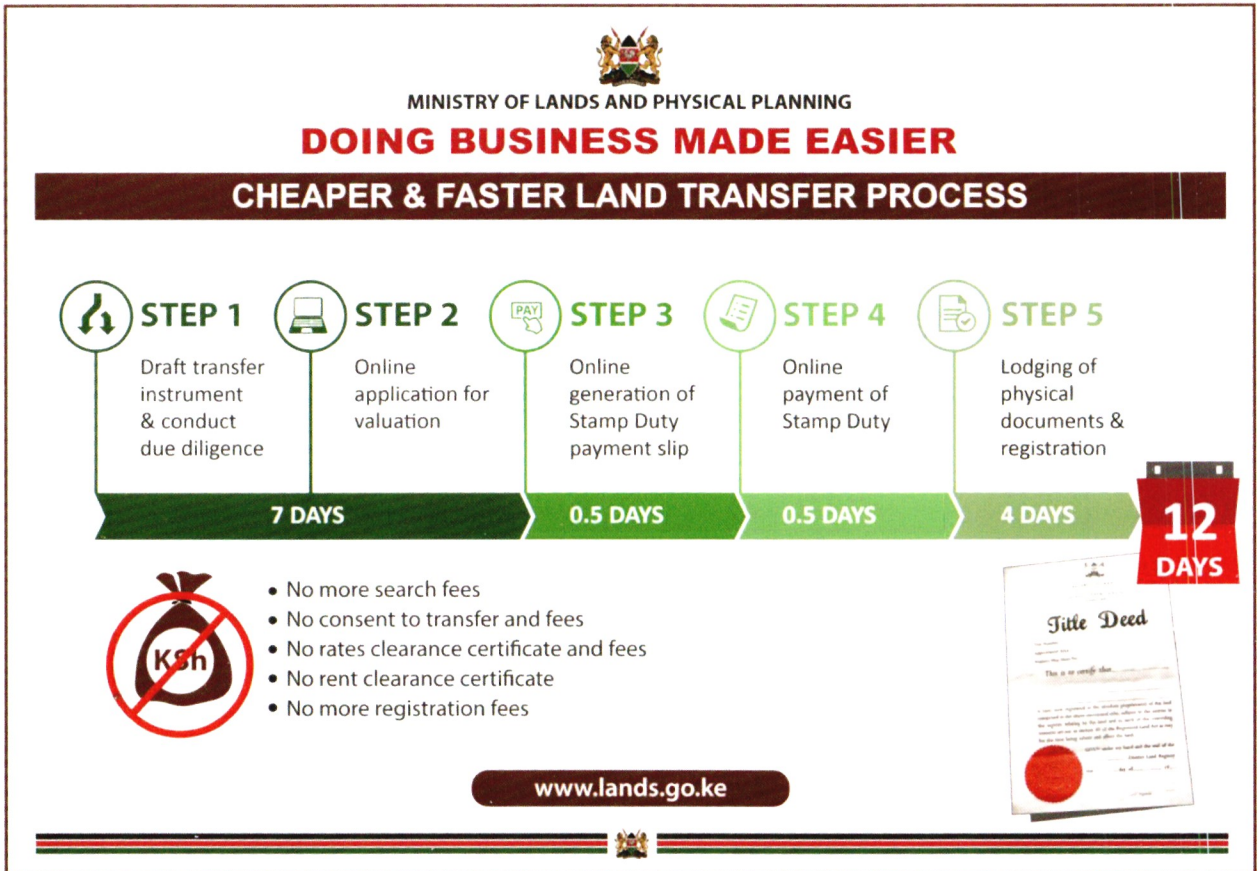 MINISTRY OF LANDS AND PHYSICAL PLANNING
DOING BUSINESS MADE EASIER
CHEAPER & FASTER LAND TRANSFER PROCESS
STEP 1
Draft transfer
instrument
& conduct
due diligence
STEP 2
Online
application for
valuation
PAY
STEP 3
Online
generation of
Stamp Duty
payment slip
STEP 4
Online
payment of
Stamp Duty
STEP 5
Lodging of
physical
documents &
registration
7 DAYS
0.5 DAYS
0.5 DAYS
4 DAYS
12
DAYS
KSh
• No more search fees
• No consent to transfer and fees
• No rates clearance certificate and fees
• No rent clearance certificate
• No more registration fees
Title Deed
This is to certify that
www.lands.go.ke